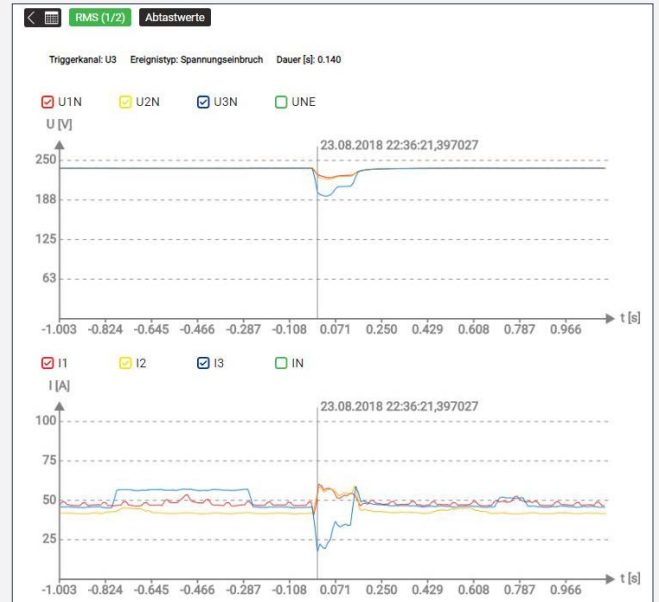 RMS (1/2) Abtastwerte
Triggerkanal: U3 Ereignistyp: Spannungseinbruch Dauer [s]: 0.140
U1N U2N U3N UNE
U [V]
23.08.2018 22:36:21,397027
250
188
125
63
t [s]
-1.003 -0.824 -0.645 -0.466 -0.287 -0.108 0.071 0.250 0.429 0.608 0.787 0.966
I1 I2 I3 IN
I [A]
23.08.2018 22:36:21,397027
100
75
50
25
t [s]
-1.003 -0.824 -0.645 -0.466 -0.287 -0.108 0.071 0.250 0.429 0.608 0.787 0.966